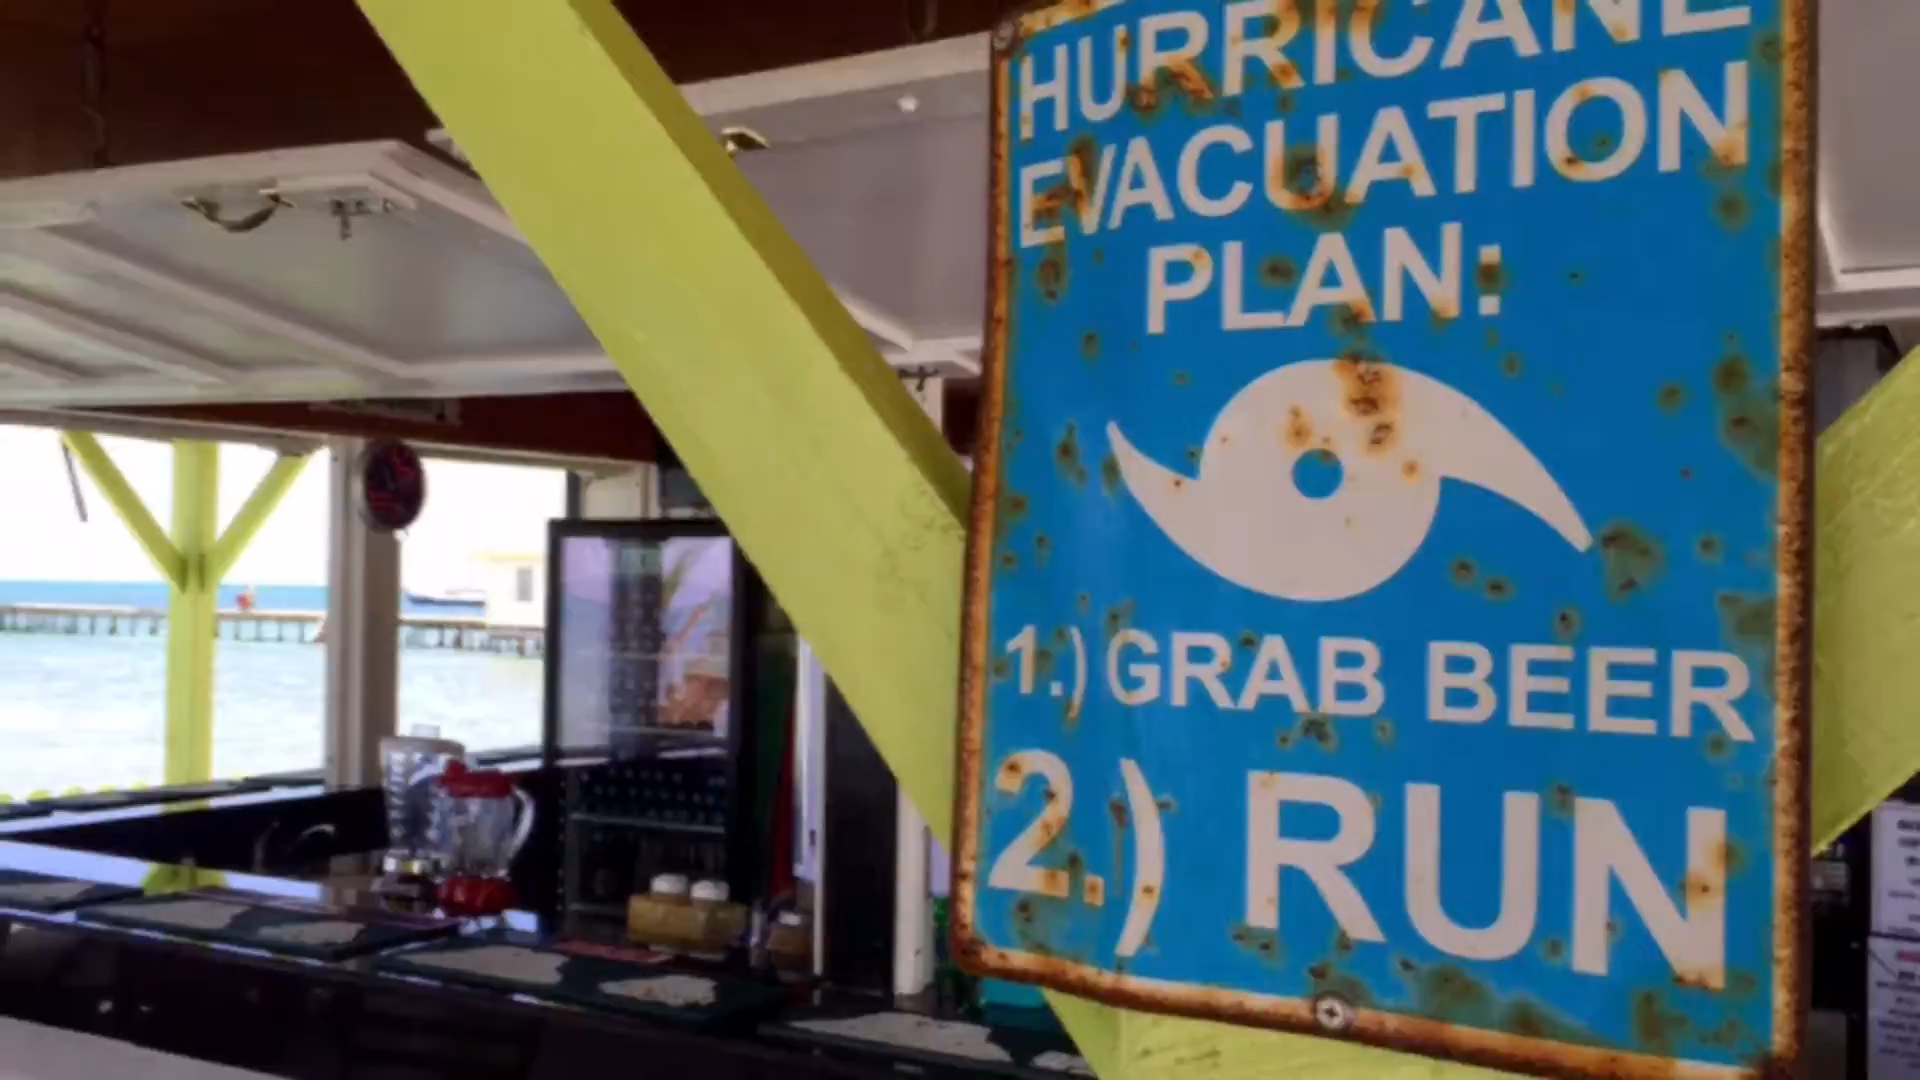 HURRICANE
EVACUATION
PLAN:
1.) GRAB BEER
2.) RUN